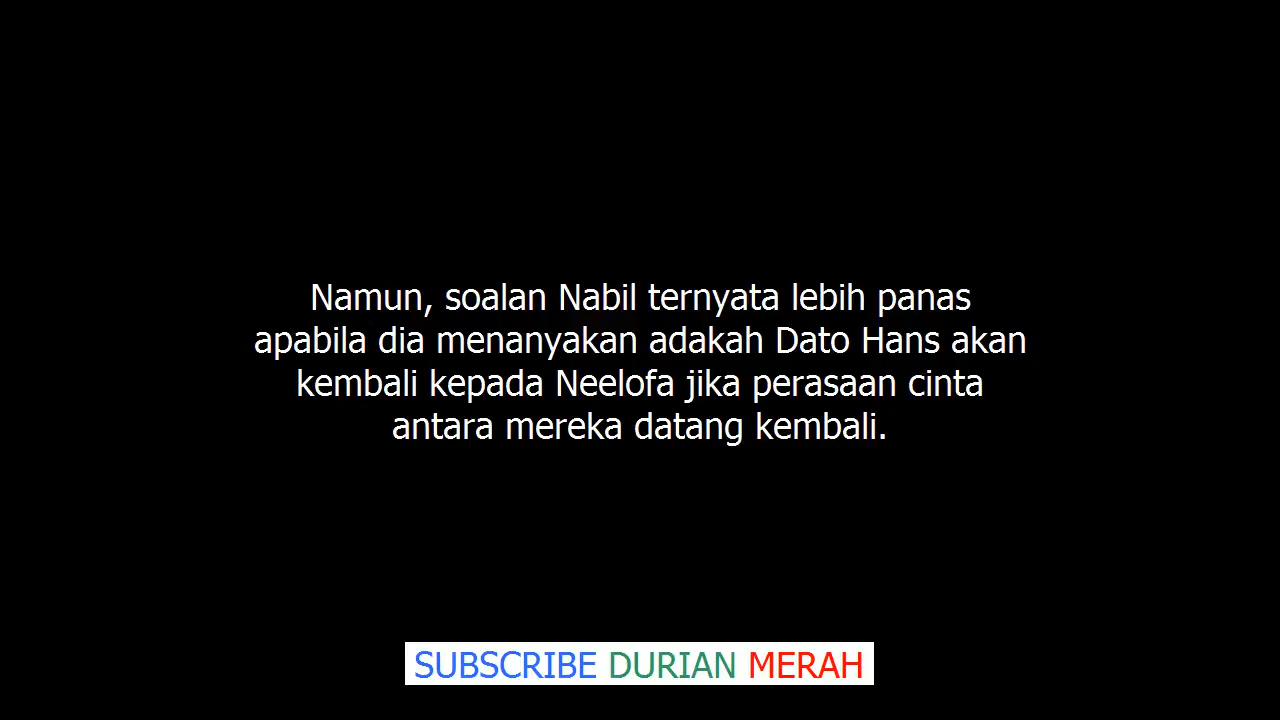 Namun, soalan Nabil ternyata lebih panas
apabila dia menanyakan adakah Dato Hans akan
kembali kepada Neelofa jika perasaan cinta
antara mereka datang kembali.
SUBSCRIBE DURIAN MERAH